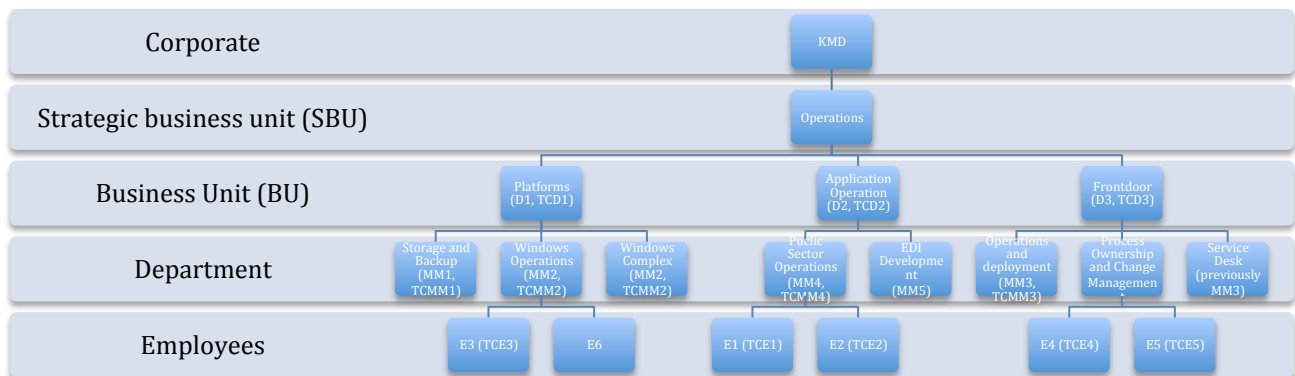 Corporate
KMD
Strategic business unit (SBU)
Operations
Business Unit (BU)
Platforms
(D1, TCD1)
Application
Operation
(D2, TCD2)
Frontdoor
(D3, TCD3)
Department
Storage and
Backup
(MM1,
TCMM1)
Windows
Operations
(MM2,
TCMM2)
Windows
Complex
(MM2,
TCMM2)
Public
Sector
Operations
(MM4,
TCMM4)
EDI
Developme
nt
(MM5)
Operations
and
deployment
(MM3,
TCMM3)
Process
Ownership
and Change
Managemen
Service
Desk
(previously
MM3)
Employees
E3 (TCE3)
E6
E1 (TCE1)
E2 (TCE2)
E4 (TCE4)
E5 (TCE5)